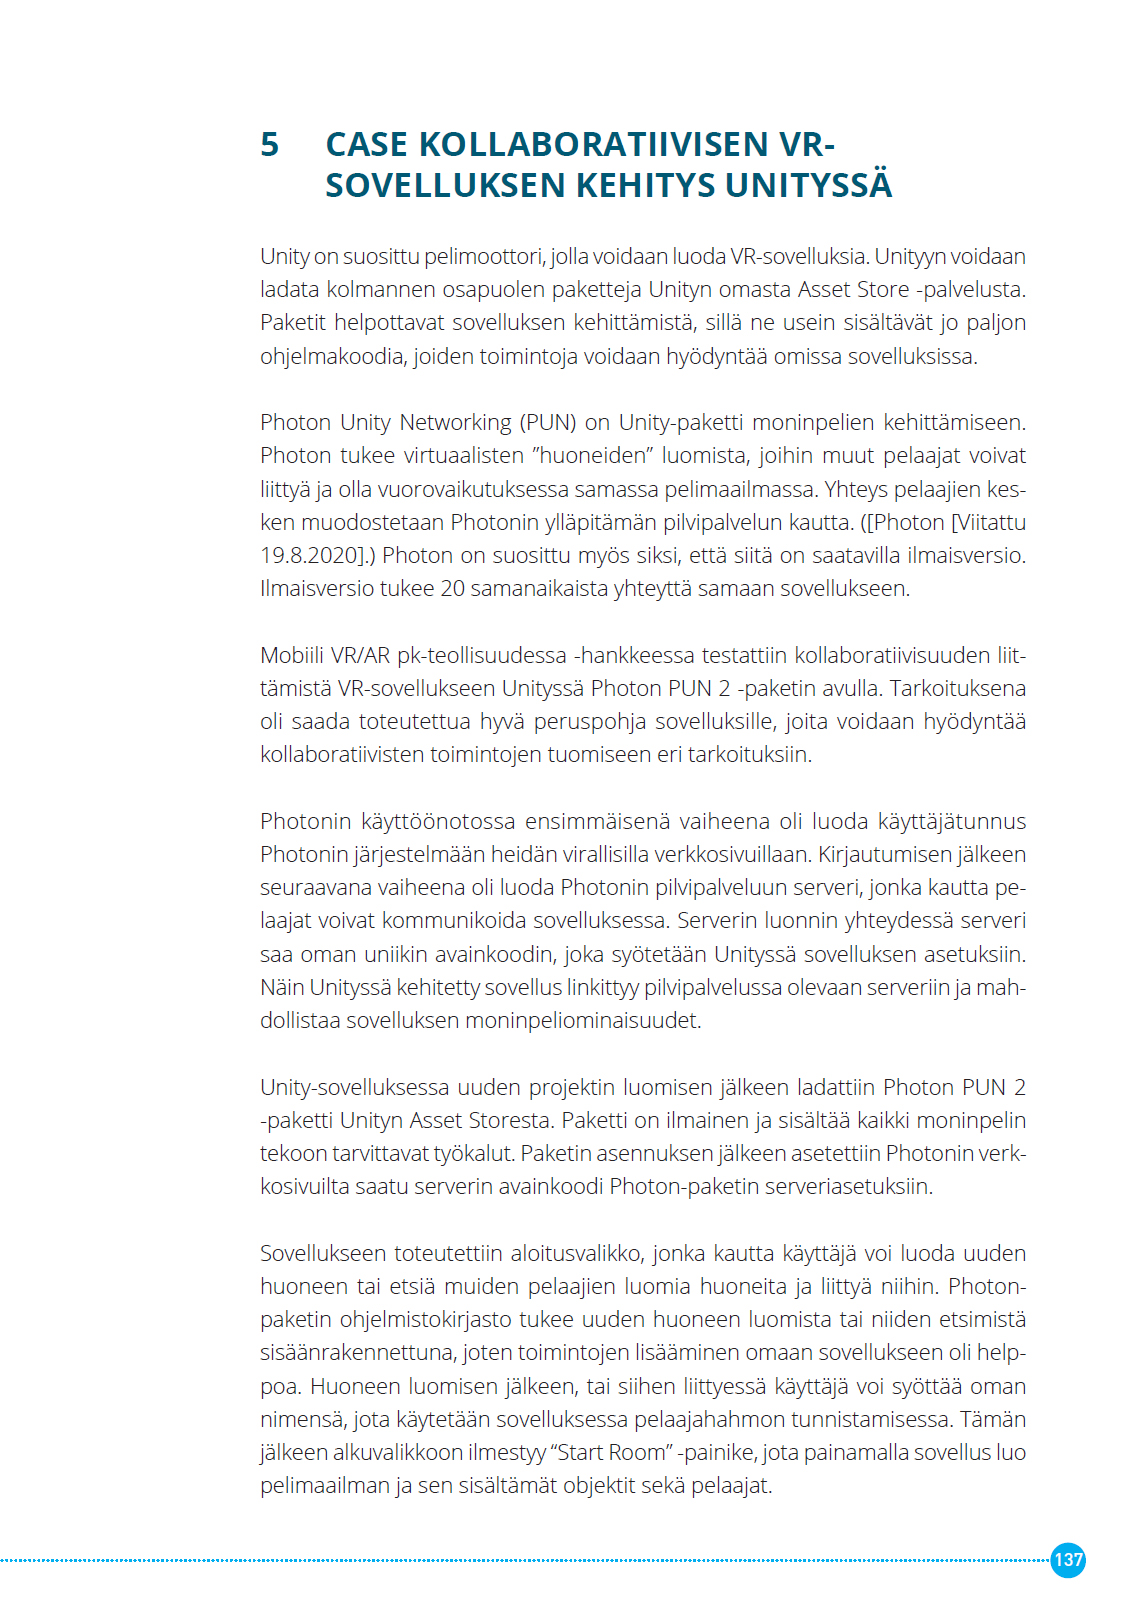 5 CASE KOLLABORATIIVISEN VR-
SOVELLUKSEN KEHITYS UNITYSSÄ
Unity on suosittu pelimoottori, jolla voidaan luoda VR-sovelluksia. Unityyn voidaan
ladata kolmannen osapuolen paketteja Unityn omasta Asset Store -palvelusta.
Paketit helpottavat sovelluksen kehittämistä, sillä ne usein sisältävät jo paljon
ohjelmakoodia, joiden toimintoja voidaan hyödyntää omissa sovelluksissa.
Photon Unity Networking (PUN) on Unity-paketti moninpelien kehittämiseen.
Photon tukee virtuaalisten ”huoneiden” luomista, joihin muut pelaajat voivat
liittyä ja olla vuorovaikutuksessa samassa pelimaailmassa. Yhteys pelaajien kes-
ken muodostetaan Photonin ylläpitämän pilvipalvelun kautta. ([Photon [Viitattu
19.8.2020].) Photon on suosittu myös siksi, että siitä on saatavilla ilmaisversio.
Ilmaisversio tukee 20 samanaikaista yhteyttä samaan sovellukseen.
Mobiili VR/AR pk-teollisuudessa -hankkeessa testattiin kollaboratiivisuuden liit-
tämistä VR-sovellukseen Unityssä Photon PUN 2 -paketin avulla. Tarkoituksena
oli saada toteutettua hyvä peruspohja sovelluksille, joita voidaan hyödyntää
kollaboratiivisten toimintojen tuomiseen eri tarkoituksiin.
Photonin käyttöönotossa ensimmäisenä vaiheena oli luoda käyttäjätunnus
Photonin järjestelmään heidän virallisilla verkkosivuillaan. Kirjautumisen jälkeen
seuraavana vaiheena oli luoda Photonin pilvipalveluun serveri, jonka kautta pe-
laajat voivat kommunikoida sovelluksessa. Serverin luonnin yhteydessä serveri
saa oman uniikin avainkoodin, joka syötetään Unityssä sovelluksen asetuksiin.
Näin Unityssä kehitetty sovellus linkittyy pilvipalvelussa olevaan serveriin ja mah-
dollistaa sovelluksen moninpeliominaisuudet.
Unity-sovelluksessa uuden projektin luomisen jälkeen ladattiin Photon PUN 2
-paketti Unityn Asset Storesta. Paketti on ilmainen ja sisältää kaikki moninpelin
tekoon tarvittavat työkalut. Paketin asennuksen jälkeen asetettiin Photonin verk-
kosivuilta saatu serverin avainkoodi Photon-paketin serveriasetuksiin.
Sovellukseen toteutettiin aloitusvalikko, jonka kautta käyttäjä voi luoda uuden
huoneen tai etsiä muiden pelaajien luomia huoneita ja liittyä niihin. Photon-
paketin ohjelmistokirjasto tukee uuden huoneen luomista tai niiden etsimistä
sisäänrakennettuna, joten toimintojen lisääminen omaan sovellukseen oli help-
poa. Huoneen luomisen jälkeen, tai siihen liittyessä käyttäjä voi syöttää oman
nimensä, jota käytetään sovelluksessa pelaajahahmon tunnistamisessa. Tämän
jälkeen alkuvalikkoon ilmestyy “Start Room” -painike, jota painamalla sovellus luo
pelimaailman ja sen sisältämät objektit sekä pelaajat.
137